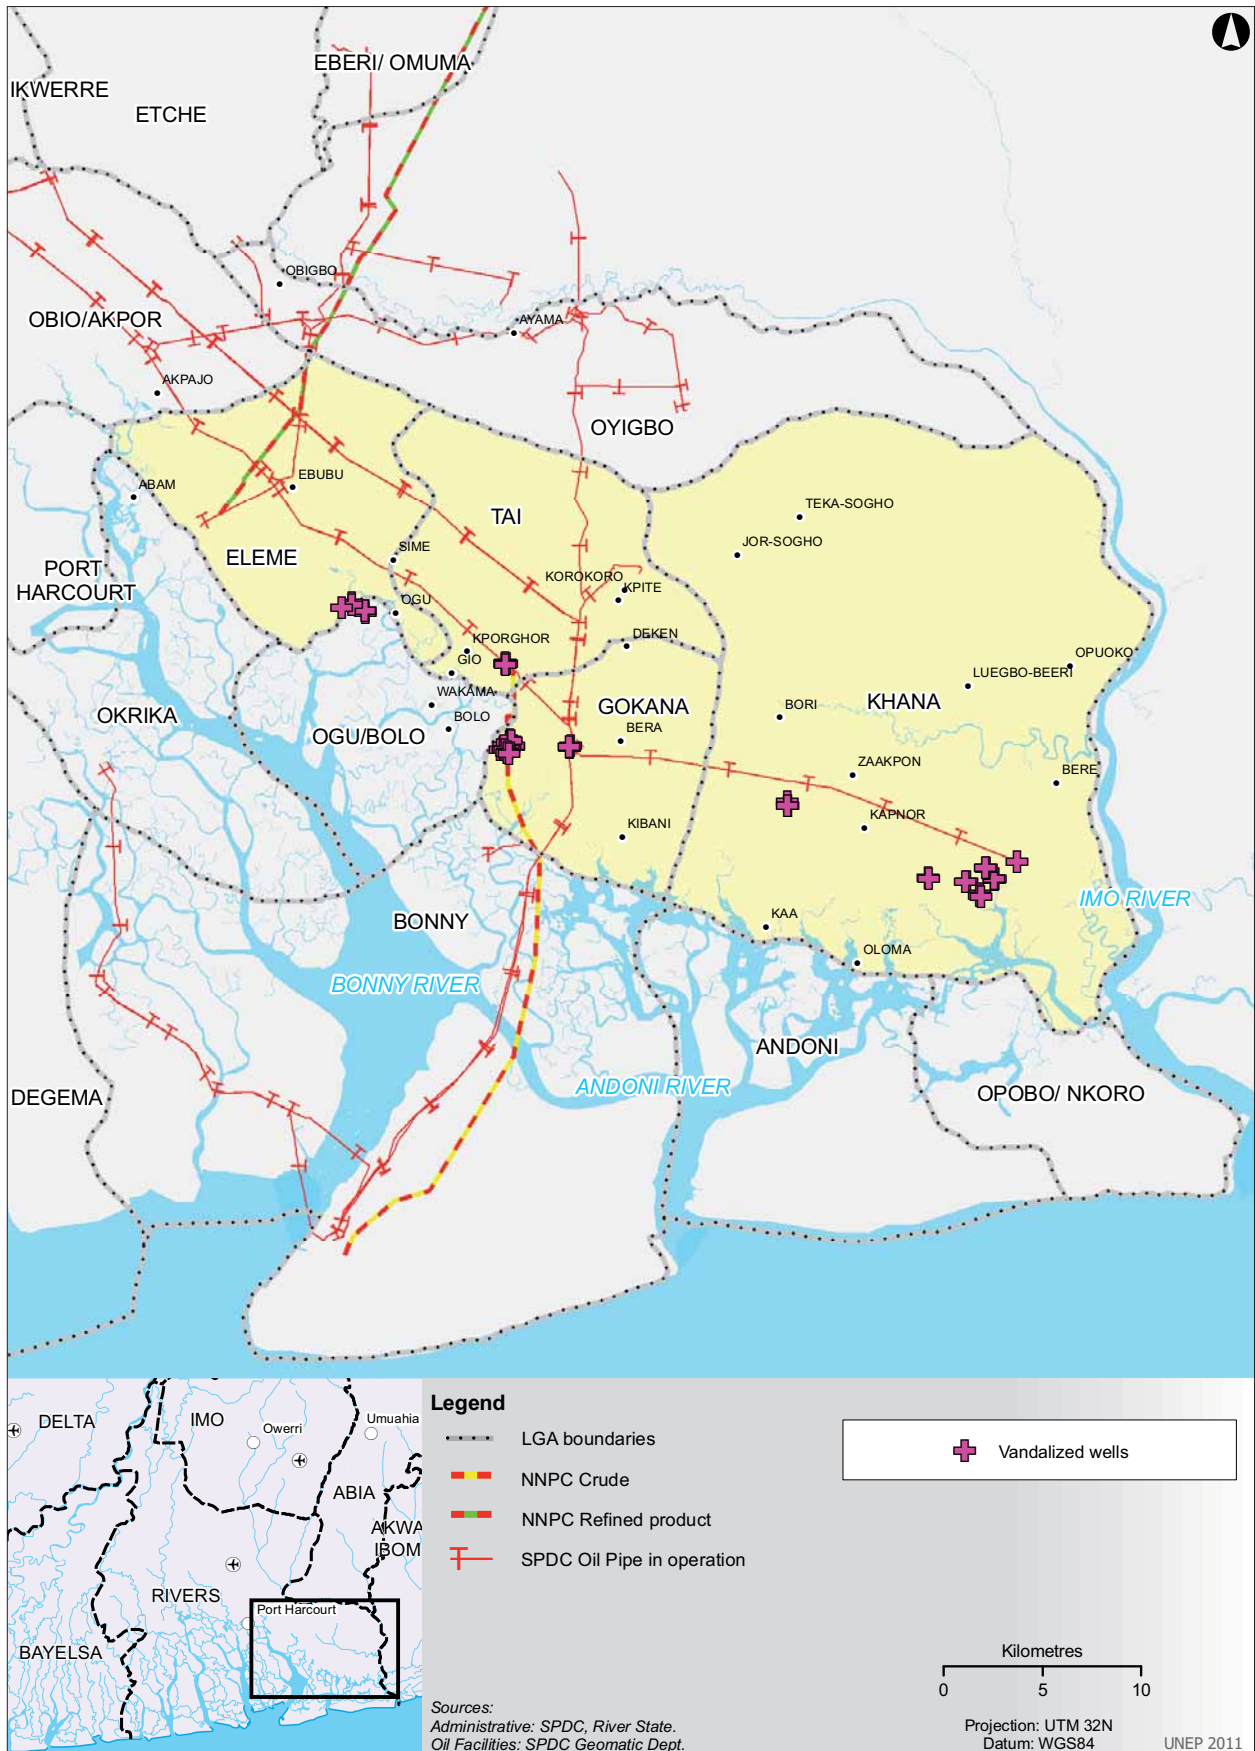 EBERI/ OMUMA
IKWERRE
ETCHE
OBIGBO
OBIO/AKPOR
AYAMA
AKPAJO
OYIGBO
ABAM
EBUBU
TEKA-SOGHO
TAI
JOR-SOGHO
SIME
ELEME
PORT
HARCOURT
KOROKORO
KPITE
OGU
DEKEN
KPORGHOR
GIO
OPUOKO
LUEGBO-BEERI
WAKAMA
BORI
KHANA
GOKANA
OKRIKA
BOLO
OGU/BOLO
BERA
ZAAKPON
BERE
KIBANI
KAPNOR
IMO RIVER
KAA
BONNY
OLOMA
BONNY RIVER
ANDONI
ANDONI RIVER
DEGEMA
OPOBO/ NKORO
DELTA
IMO
Owerri
Umuahia
ABIA
AKWA
IBOM
RIVERS
Port Harcourt
BAYELSA
Legend
LGA boundaries
NNPC Crude
NNPC Refined product
SPDC Oil Pipe in operation
Vandalized wells
Kilometres
0 5 10
Sources:
Administrative: SPDC, River State.
Oil Facilities: SPDC Geomatic Dept.
Projection: UTM 32N
Datum: WGS84
UNEP 2011